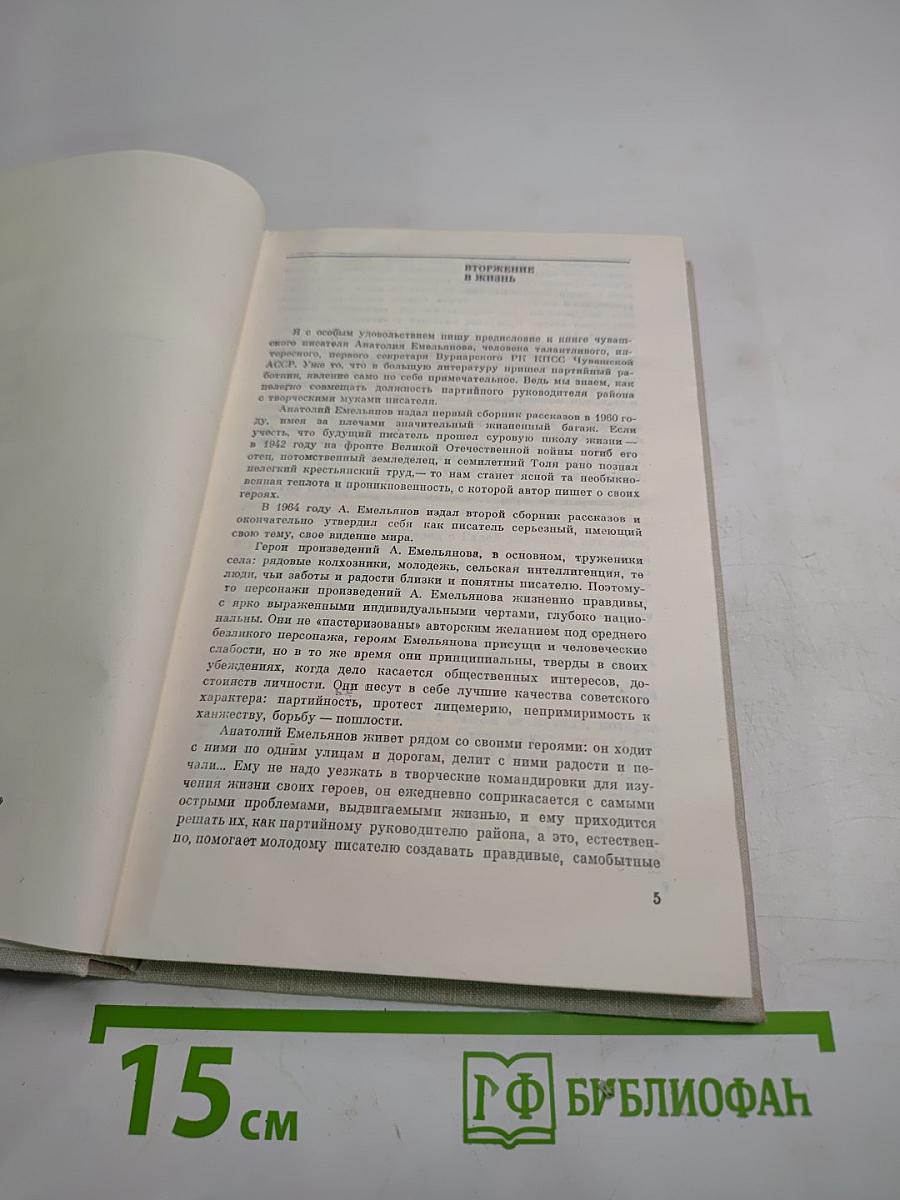 ВТОРЖЕНИЕ
В ЖИЗНЬ
Я с особым удовольствием пишу предисловие к книге чуваш-
ского писателя Анатолия Емельянова, человека талантливого, ин-
тересного, первого секретаря Вурнарского РК КПСС Чувашской
АССР. Уже то, что в большую литературу пришел партийный ра-
ботник, явление само по себе примечательное. Ведь мы знаем, как
нелегко совмещать должность партийного руководителя района
с творческими муками писателя.
Анатолий Емельянов издал первый сборник рассказов в 1960 го-
ду, имея за плечами значительный жизненный багаж. Если
учесть, что будущий писатель прошел суровую школу жизни —
в 1942 году на фронте Великой Отечественной войны погиб его
отец, потомственный земледелец, и семилетний Толя рано познал
нелегкий крестьянский труд,— то нам станет ясной та необыкно-
венная теплота и проникновенность, с которой автор пишет о своих
героях.
В 1964 году А. Емельянов издал второй сборник рассказов и
окончательно утвердил себя как писатель серьезный, имеющий
свою тему, свое видение мира.
Герои произведений А. Емельянова, в основном, труженики
села: рядовые колхозники, молодежь, сельская интеллигенция, те
люди, чьи заботы и радости близки и понятны писателю. Поэтому-
то персонажи произведений А. Емельянова жизненно правдивы,
с ярко выраженными индивидуальными чертами, глубоко нацио-
нальны. Они не «пастеризованы» авторским желанием под среднего
безликого персонажа, героям Емельянова присущи и человеческие
слабости, но в то же время они принципиальны, тверды в своих
убеждениях, когда дело касается общественных интересов, до-
стоинств личности. Они несут в себе лучшие качества советского
характера: партийность, протест лицемерию, непримиримость к
ханжеству, борьбу — пошлости.
Анатолий Емельянов живет рядом со своими героями: он ходит
с ними по одним улицам и дорогам, делит с ними радости и пе-
чали... Ему не надо уезжать в творческие командировки для изу-
чения жизни своих героев, он ежедневно соприкасается с самыми
острыми проблемами, выдвигаемыми жизнью, и ему приходится
решать их, как партийному руководителю района, а это, естествен-
но, помогает молодому писателю создавать правдивые, самобытные
5
15 см
БФ БИБЛИОФАН